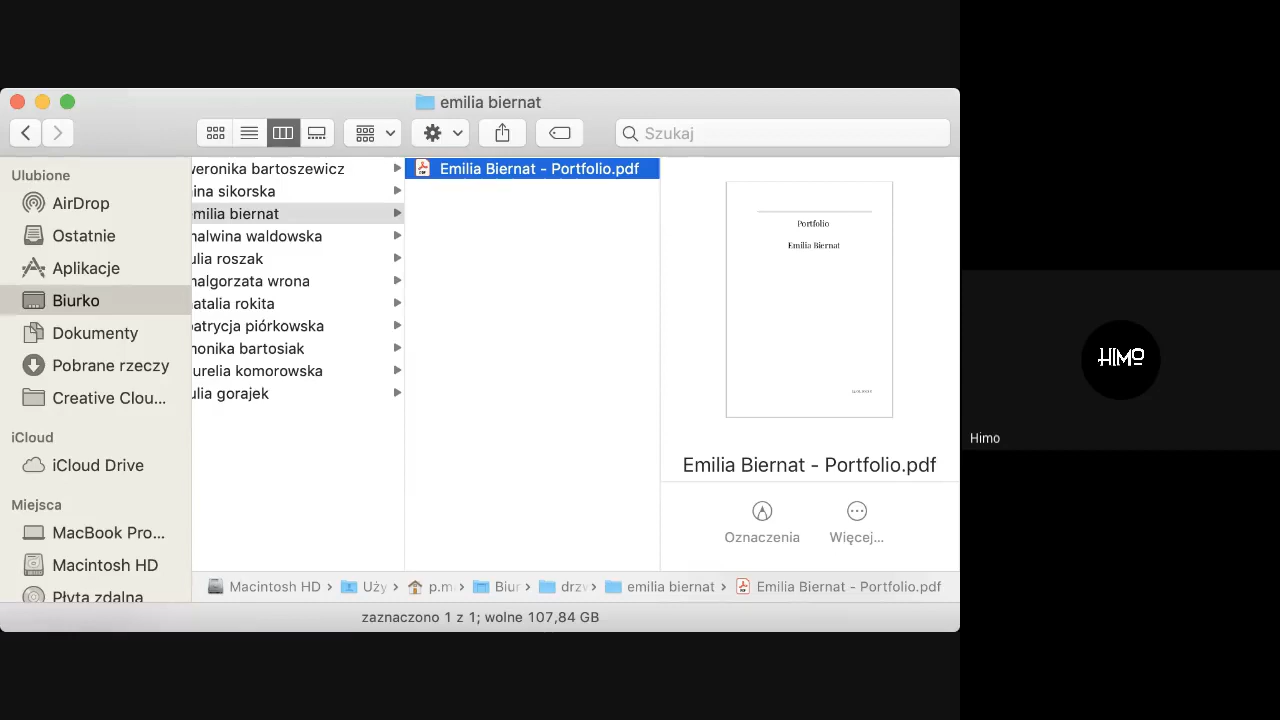 emilia biernat
Szukaj
Ulubione
AirDrop
Ostatnie
Aplikacje
Biurko
Dokumenty
Pobrane rzeczy
Creative Clou...
iCloud
iCloud Drive
Miejsca
MacBook Pro...
Macintosh HD
Płyta zdalna
weronika bartoszewicz
ina sikorska
milia biernat
nalwina waldowska
ulia roszak
nalgorzata wrona
atalia rokita
patrycja piórkowska
monika bartosiak
urelia komorowska
ulia gorajek
Emilia Biernat - Portfolio.pdf
Portfolio
Emilia Biernat
Emilia Biernat - Portfolio.pdf
Oznaczenia
Więcej...
Macintosh HD › Uży › p.m › Biur › drzv › emilia biernat › Emilia Biernat - Portfolio.pdf
zaznaczono 1 z 1; wolne 107,84 GB
HIMO
Himo